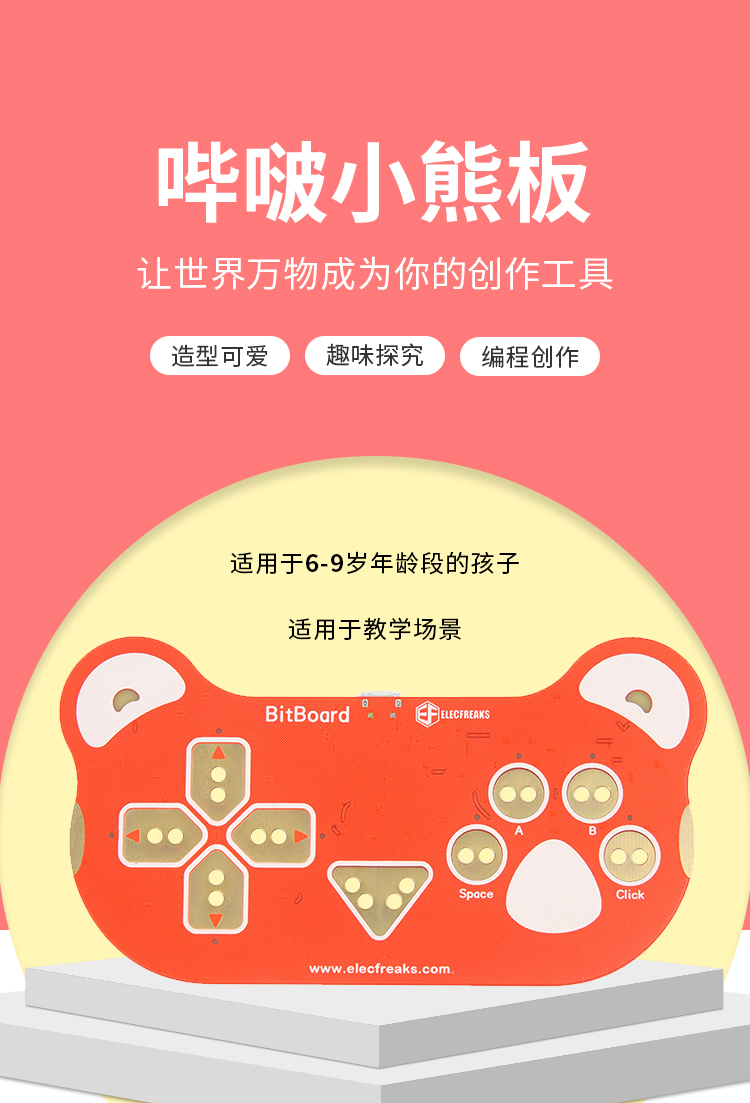 哔啵小熊板
让世界万物成为你的创作工具
造型可爱 趣味探究 编程创作
适用于6-9岁年龄段的孩子
适用于教学场景
BitBoard EF ELECFREAKS
A B
Space Click
www.elecfreaks.com